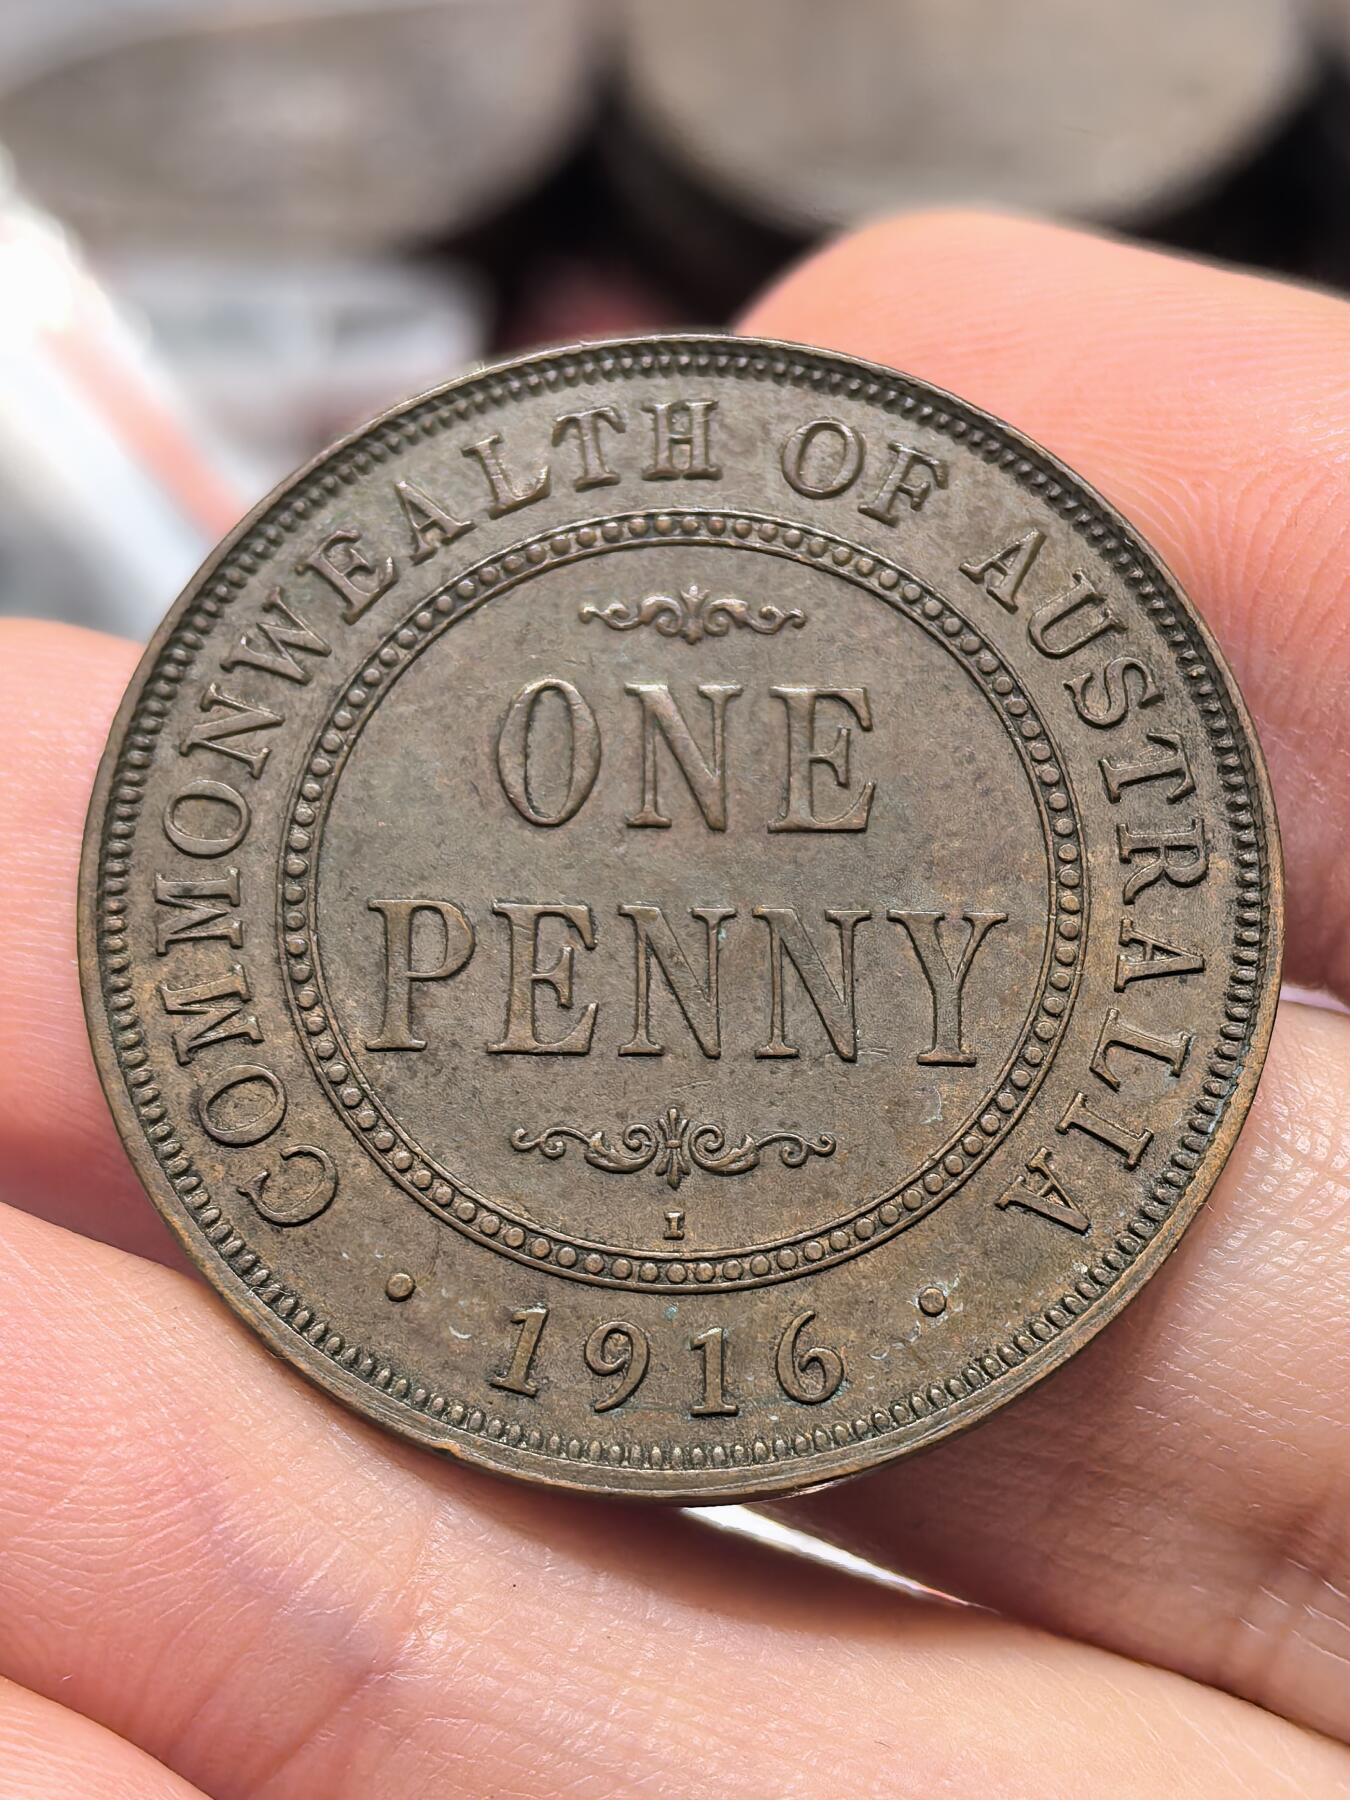 COMMONWEALTH OF AUSTRALIA
ONE
PENNY
I
· 1916 ·